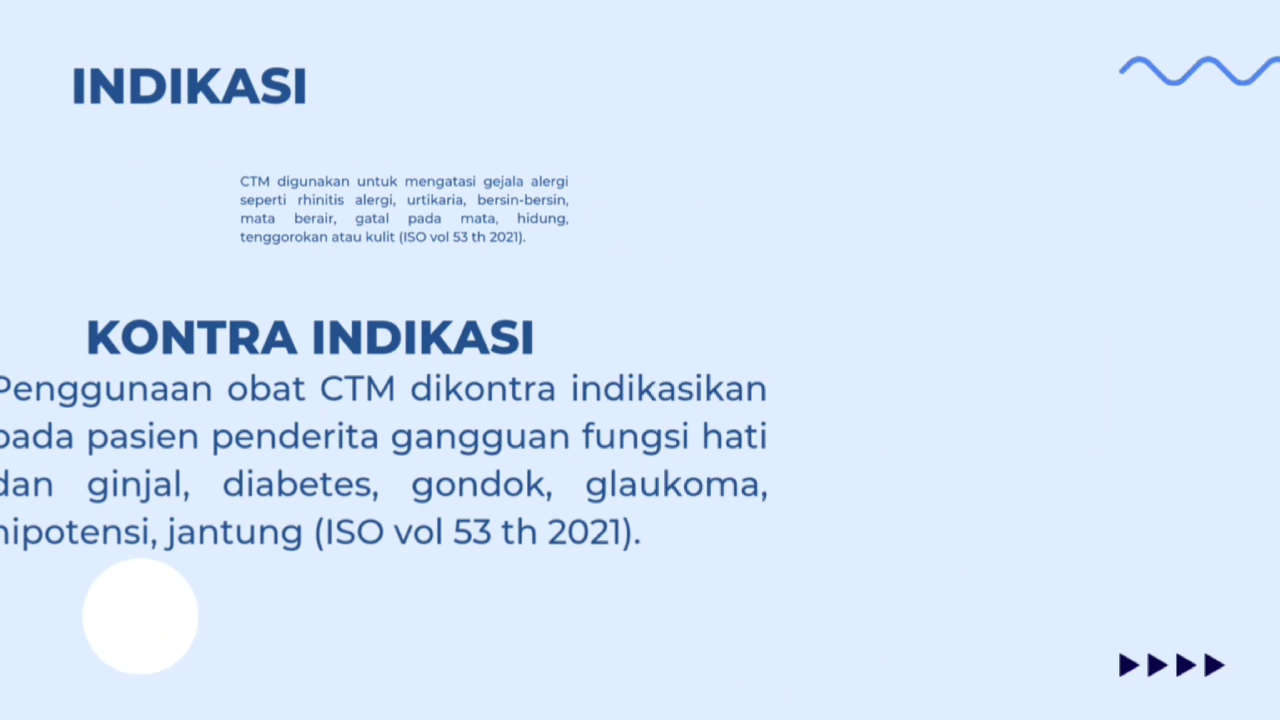 INDIKASI
CTM digunakan untuk mengatasi gejala alergi
seperti rhinitis alergi, urtikaria, bersin-bersin,
mata berair, gatal pada mata, hidung,
tenggorokan atau kulit (ISO vol 53 th 2021).
KONTRA INDIKASI
Penggunaan obat CTM dikontra indikasikan
pada pasien penderita gangguan fungsi hati
dan ginjal, diabetes, gondok, glaukoma,
hipotensi, jantung (ISO vol 53 th 2021).